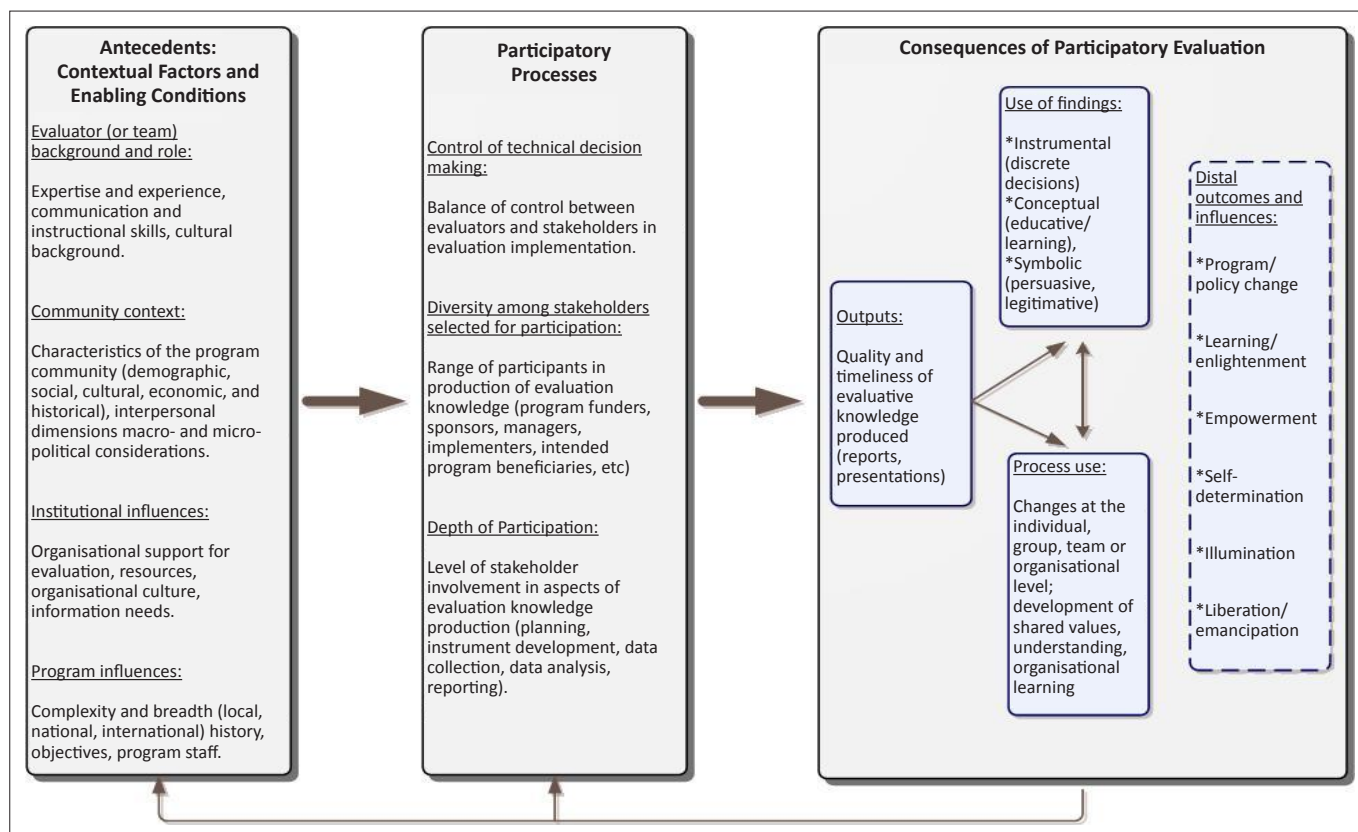 Antecedents:
Contextual Factors and
Enabling Conditions
Evaluator (or team)
background and role:
Expertise and experience,
communication and
instructional skills, cultural
background.
Community context:
Characteristics of the program
community (demographic,
social, cultural, economic, and
historical), interpersonal
dimensions macro- and micro-
political considerations.
Institutional influences:
Organisational support for
evaluation, resources,
organisational culture,
information needs.
Program influences:
Complexity and breadth (local,
national, international) history,
objectives, program staff.
Participatory
Processes
Control of technical decision
making:
Balance of control between
evaluators and stakeholders in
evaluation implementation.
Diversity among stakeholders
selected for participation:
Range of participants in
production of evaluation
knowledge (program funders,
sponsors, managers,
implementers, intended
program beneficiaries, etc)
Depth of Participation:
Level of stakeholder
involvement in aspects of
evaluation knowledge
production (planning,
instrument development, data
collection, data analysis,
reporting).
Consequences of Participatory Evaluation
Outputs:
Quality and
timeliness of
evaluative
knowledge
produced
(reports,
presentations)
Use of findings:
*Instrumental
(discrete
decisions)
*Conceptual
(educative/
learning),
*Symbolic
(persuasive,
legitimative)
Process use:
Changes at the
individual,
group, team or
organisational
level;
development of
shared values,
understanding,
organisational
learning
Distal
outcomes and
influences:
*Program/
policy change
*Learning/
enlightenment
*Empowerment
*Self-
determination
*Illumination
*Liberation/
emancipation